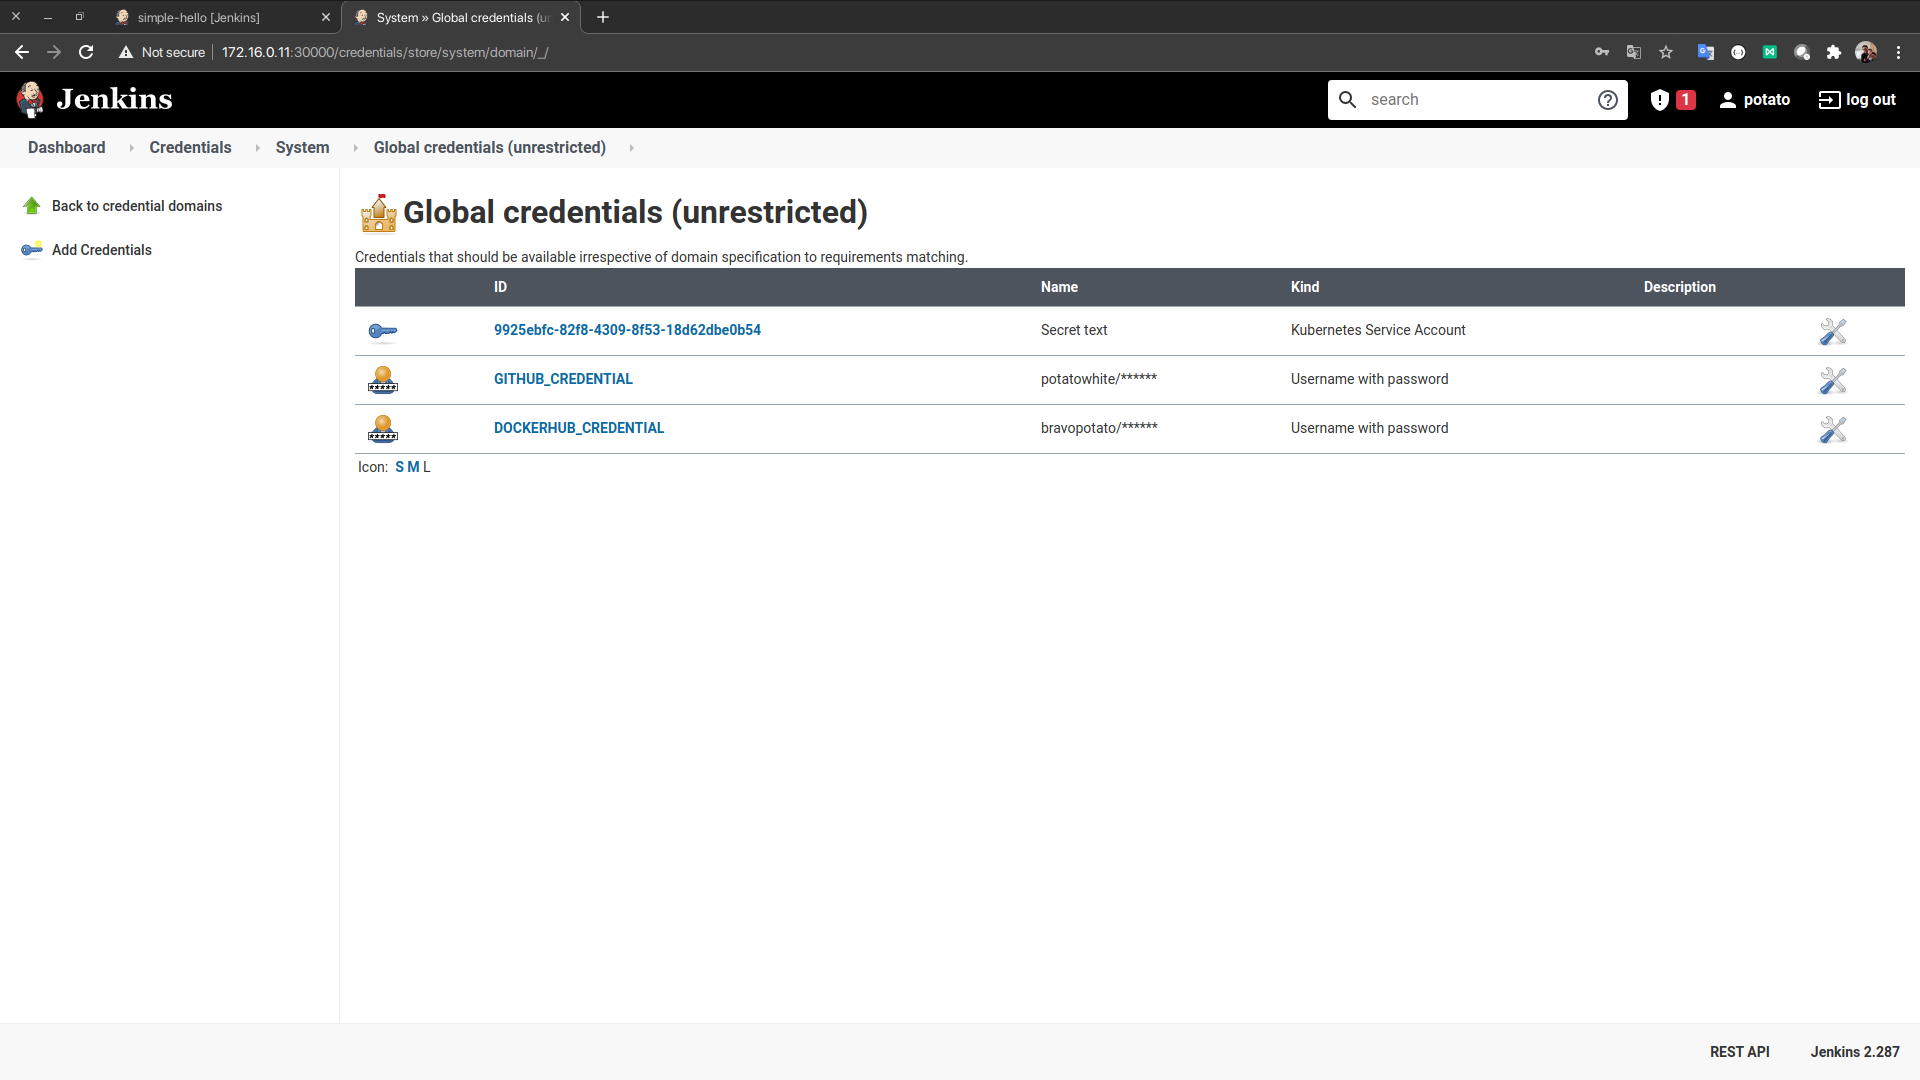 simple-hello [Jenkins]
System » Global credentials (un
Not secure
172.16.0.11:30000/credentials/store/system/domain/_/
Jenkins
search
1
potato
log out
Dashboard
Credentials
System
Global credentials (unrestricted)
Back to credential domains
Add Credentials
Global credentials (unrestricted)
Credentials that should be available irrespective of domain specification to requirements matching.
ID Name Kind Description
9925ebfc-82f8-4309-8f53-18d62dbe0b54 Secret text Kubernetes Service Account
GITHUB_CREDENTIAL potatowhite/****** Username with password
DOCKERHUB_CREDENTIAL bravopotato/****** Username with password
Icon: S M L
REST API
Jenkins 2.287